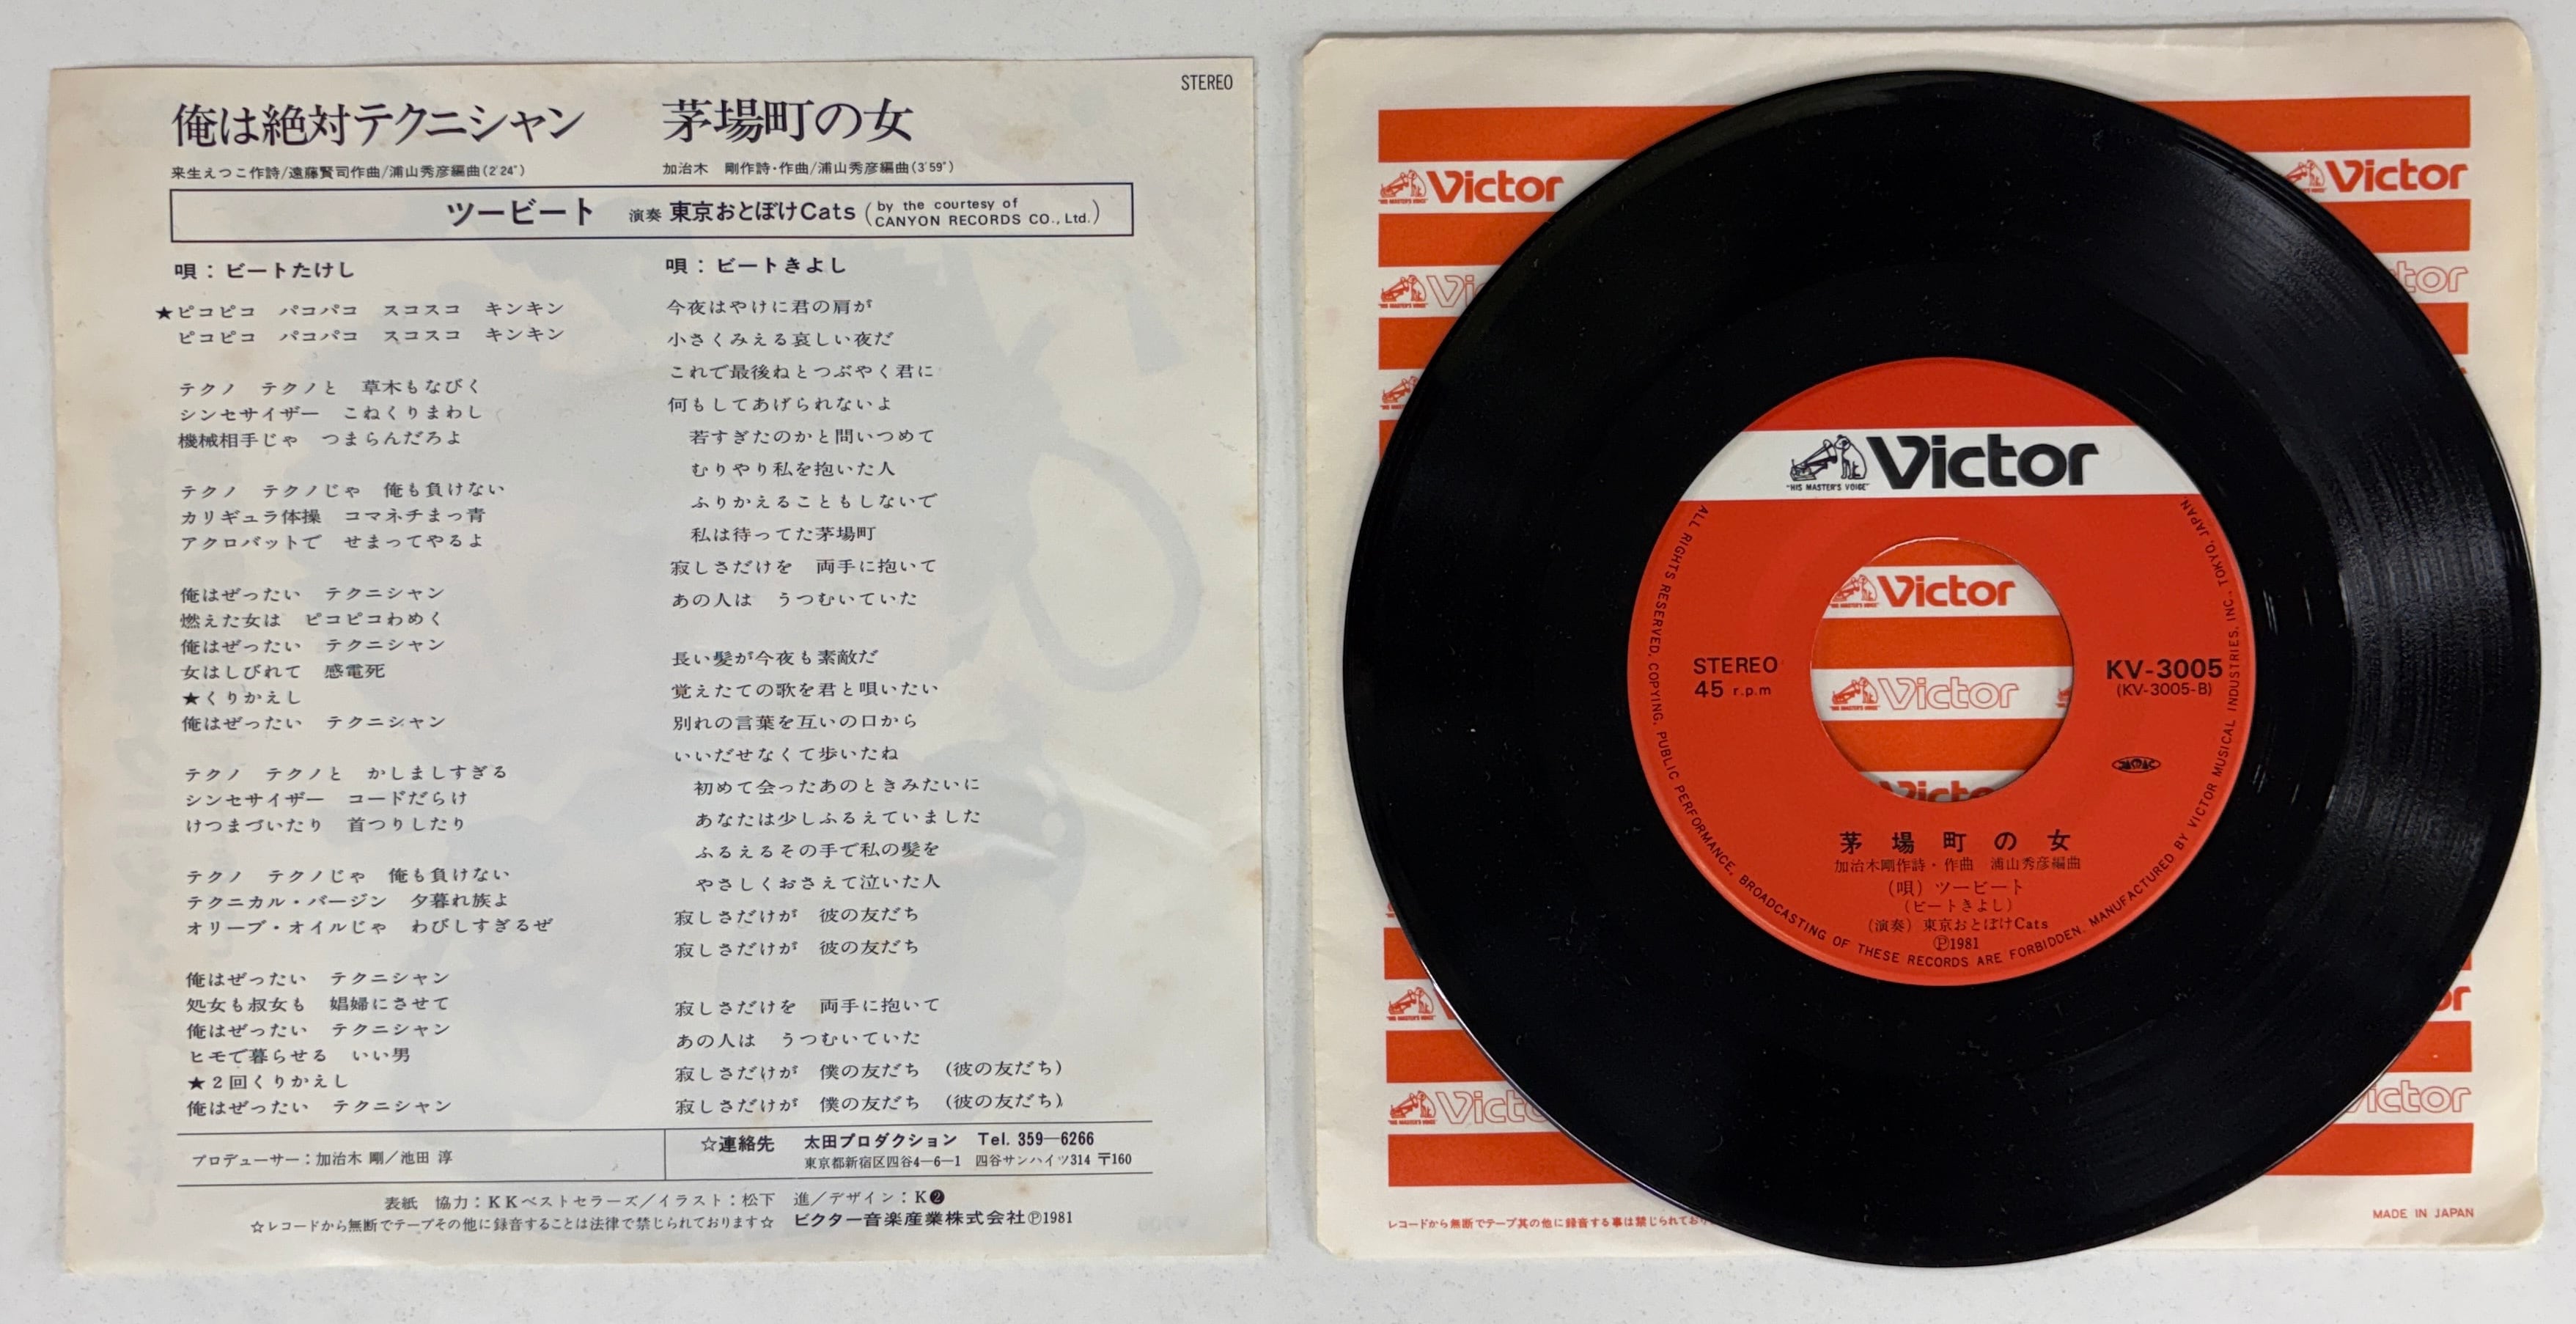 STEREO
俺は絶対テクニシャン
来生えつこ作詩/遠藤賢司作曲/浦山秀彦編曲(2'24")
茅場町の女
加治木 剛作詩・作曲/浦山秀彦編曲(3'59")
ツービート 演奏 東京おとぼけCats (by the courtesy of
CANYON RECORDS CO., Ltd.)
唄：ビートたけし
★ピコピコ パコパコ スコスコ キンキン
ピコピコ パコパコ スコスコ キンキン
テクノ テクノと 草木もなびく
シンセサイザー こねくりまわし
機械相手じゃ つまらんだろよ
テクノ テクノじゃ 俺も負けない
カリギュラ体操 コマネチまっ青
アクロバットで せまってやるよ
俺はぜったい テクニシャン
燃えた女は ピコピコわめく
俺はぜったい テクニシャン
女はしびれて 感電死
★くりかえし
俺はぜったい テクニシャン
テクノ テクノと かしましすぎる
シンセサイザー コードだらけ
けつまづいたり 首つりしたり
テクノ テクノじゃ 俺も負けない
テクニカル・バージン 夕暮れ族よ
オリーブ・オイルじゃ わびしすぎるぜ
俺はぜったい テクニシャン
処女も叔女も 娼婦にさせて
俺はぜったい テクニシャン
ヒモで暮らせる いい男
★2回くりかえし
俺はぜったい テクニシャン
唄：ビートきよし
今夜はやけに君の肩が
小さくみえる哀しい夜だ
これで最後ねとつぶやく君に
何もしてあげられないよ
若すぎたのかと問いつめて
むりやり私を抱いた人
ふりかえることもしないで
私は待ってた茅場町
寂しさだけを 両手に抱いて
あの人は うつむいていた
長い髪が今夜も素敵だ
覚えたての歌を君と唄いたい
別れの言葉を互いの口から
いいだせなくて歩いたね
初めて会ったあのときみたいに
あなたは少しふるえていました
ふるえるその手で私の髪を
やさしくおさえて泣いた人
寂しさだけが 彼の友だち
寂しさだけが 彼の友だち
寂しさだけを 両手に抱いて
あの人は うつむいていた
寂しさだけが 僕の友だち (彼の友だち)
寂しさだけが 僕の友だち (彼の友だち)
プロデューサー：加治木 剛／池田 淳
☆連絡先 太田プロダクション Tel. 359-6266
東京都新宿区四谷4-6-1 四谷サンハイツ314 〒160
表紙 協力：KKベストセラーズ／イラスト：松下 進／デザイン：K❷
☆レコードから無断でテープその他に録音することは法律で禁じられております☆ ビクター音楽産業株式会社Ⓟ1981
Victor
Victor
"HIS MASTER'S VOICE"
Victor
Victor
Victor
STEREO
45 r.p.m
KV-3005
(KV-3005-B)
JASRAC
茅場町の女
加治木剛作詩・作曲 浦山秀彦編曲
(唄) ツービート
(ビートきよし)
(演奏) 東京おとぼけCats
Ⓟ1981
ALL RIGHTS RESERVED, COPYING, PUBLIC PERFORMANCE, BROADCASTING OF THESE RECORDS ARE FORBIDDEN. MANUFACTURED BY VICTOR MUSICAL INDUSTRIES, INC., TOKYO, JAPAN
レコードから無断でテープ其の他に録音する事は禁じられており
MADE IN JAPAN